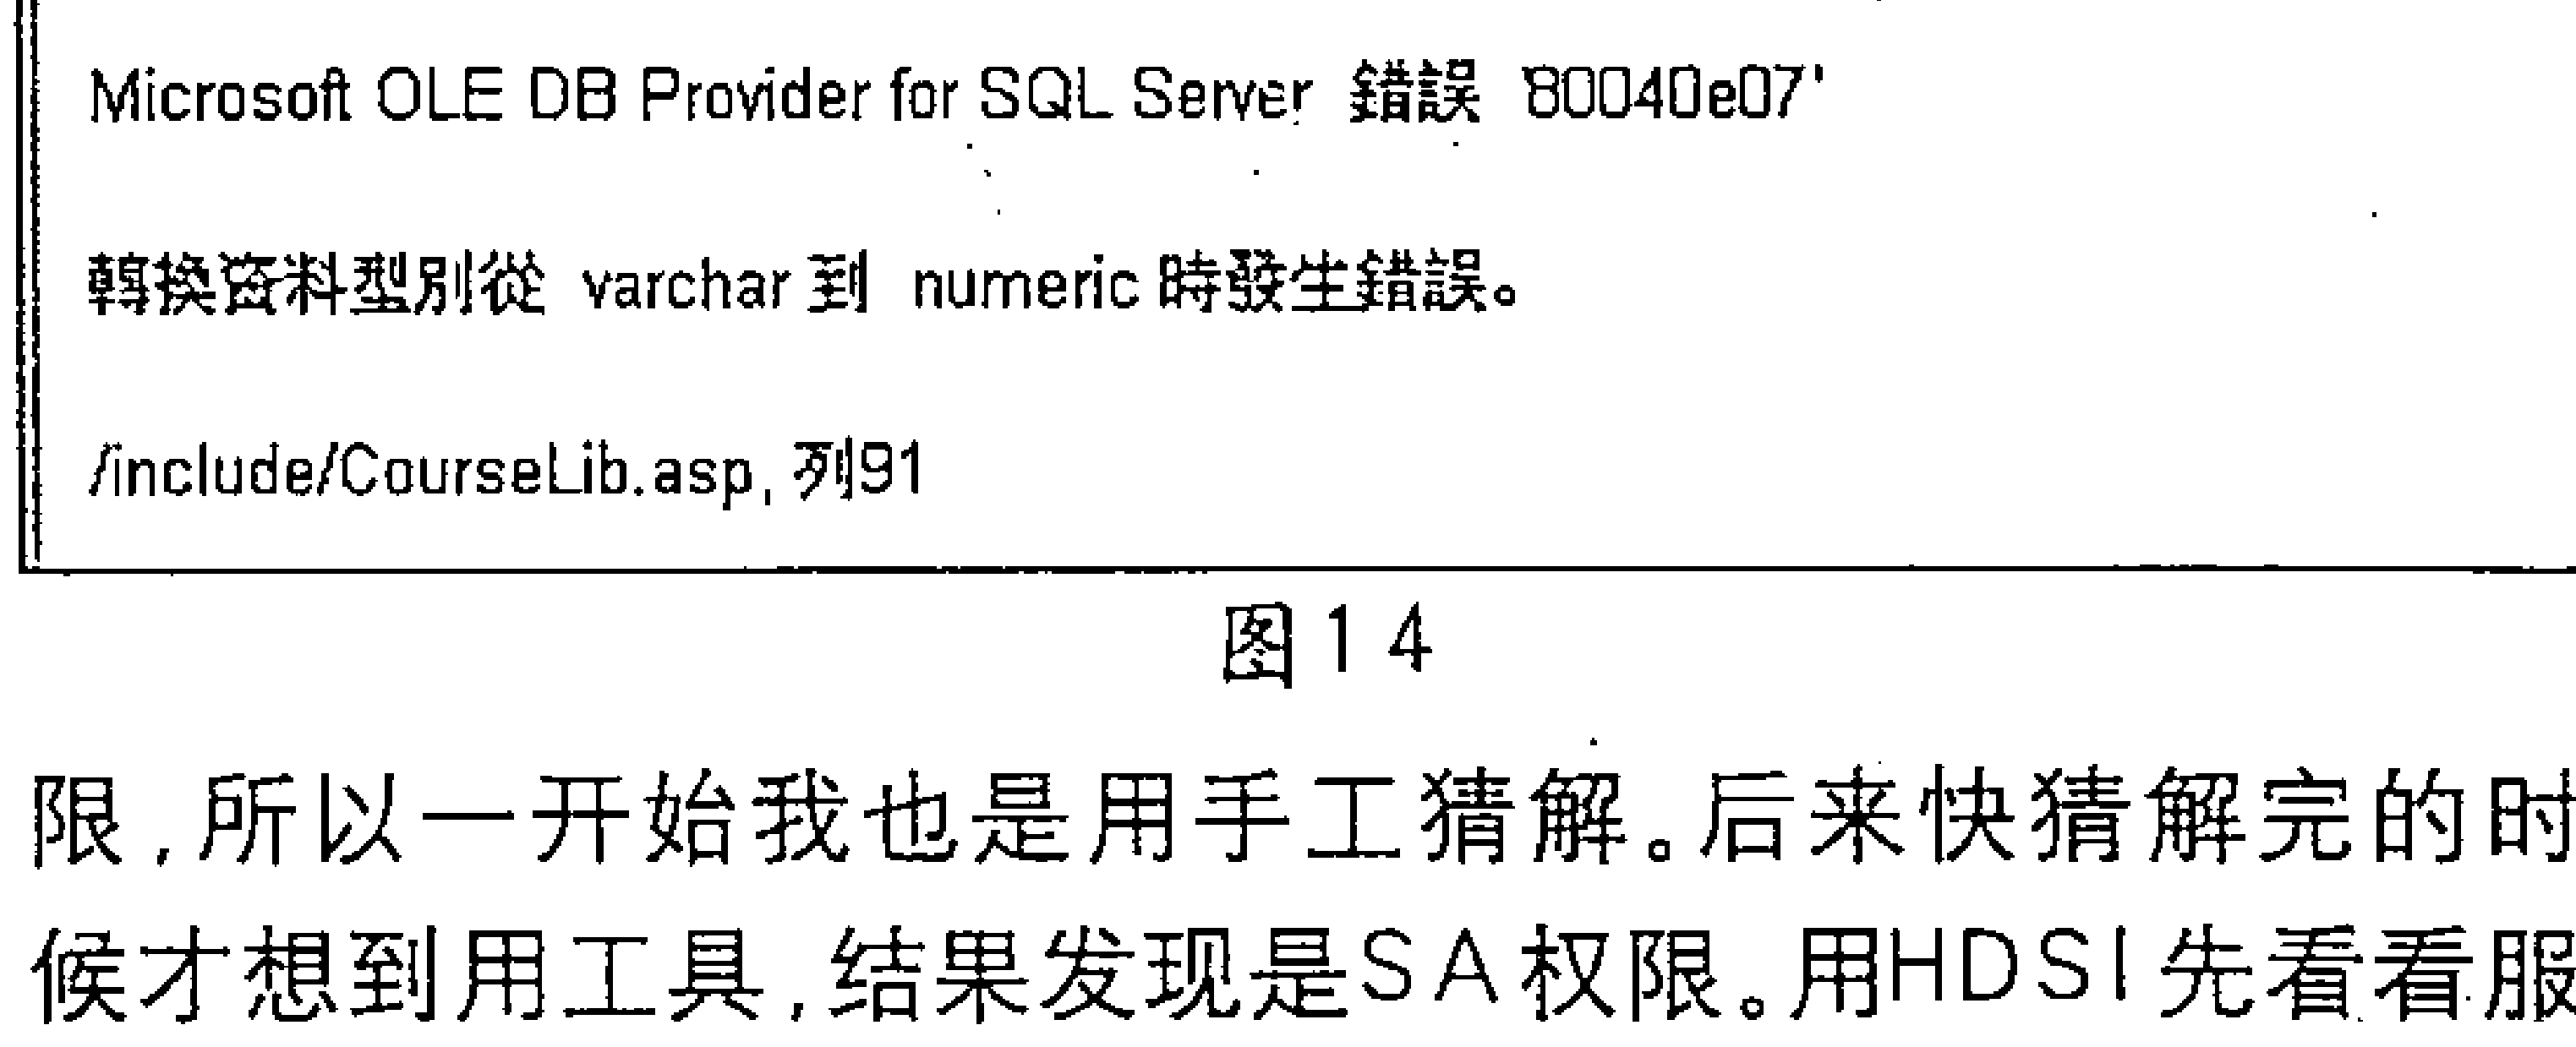 Microsoft OLE DB Provider for SQL Server 錯誤 '80040e07'
轉換資料型別從 varchar 到 numeric 時發生錯誤。
/include/CourseLib.asp, 列91
图14
限,所以一开始我也是用手工猜解。后来快猜解完的时
候才想到用工具,结果发现是SA权限。用HDSI先看看服